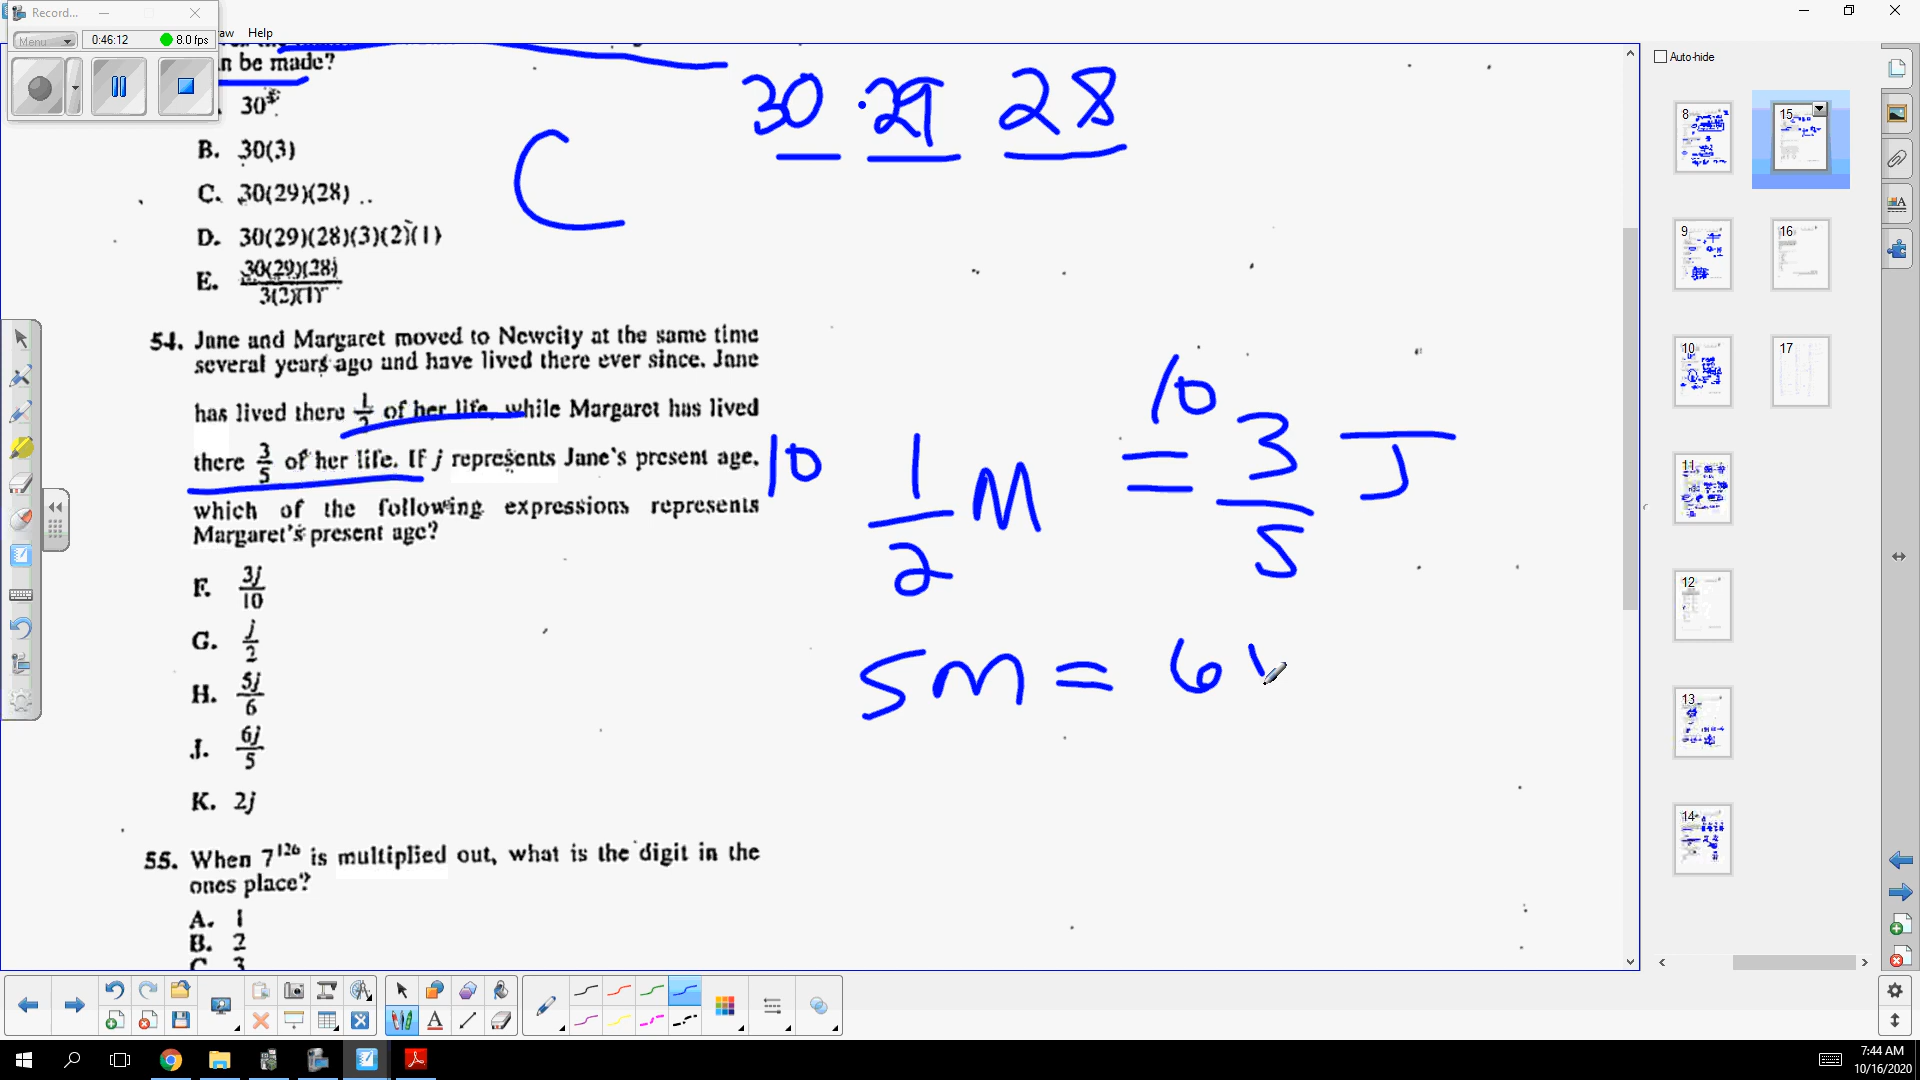 Record...
Menu
0:46:12
8.0 fps
aw Help
Auto-hide
n be made?
30
B. 30(3)
C. 30(29)(28)
D. 30(29)(28)(3)(2)(1)
E. 30(29)(28)
3(2)(1)
30 · 29 28
C
54. Jane and Margaret moved to Newcity at the same time
several years ago and have lived there ever since. Jane
has lived there 1/2 of her life, while Margaret has lived
there 3/5 of her life. If j represents Jane's present age,
which of the following expressions represents
Margaret's present age?
F. 3j/10
G. j/2
H. 5j/6
J. 6j/5
K. 2j
10 1/2 M = 10 3/5 J
5M = 6
55. When 7^126 is multiplied out, what is the digit in the
ones place?
A. 1
B. 2
C. 3
8
15
9
16
10
17
11
12
13
14
7:44 AM
10/16/2020